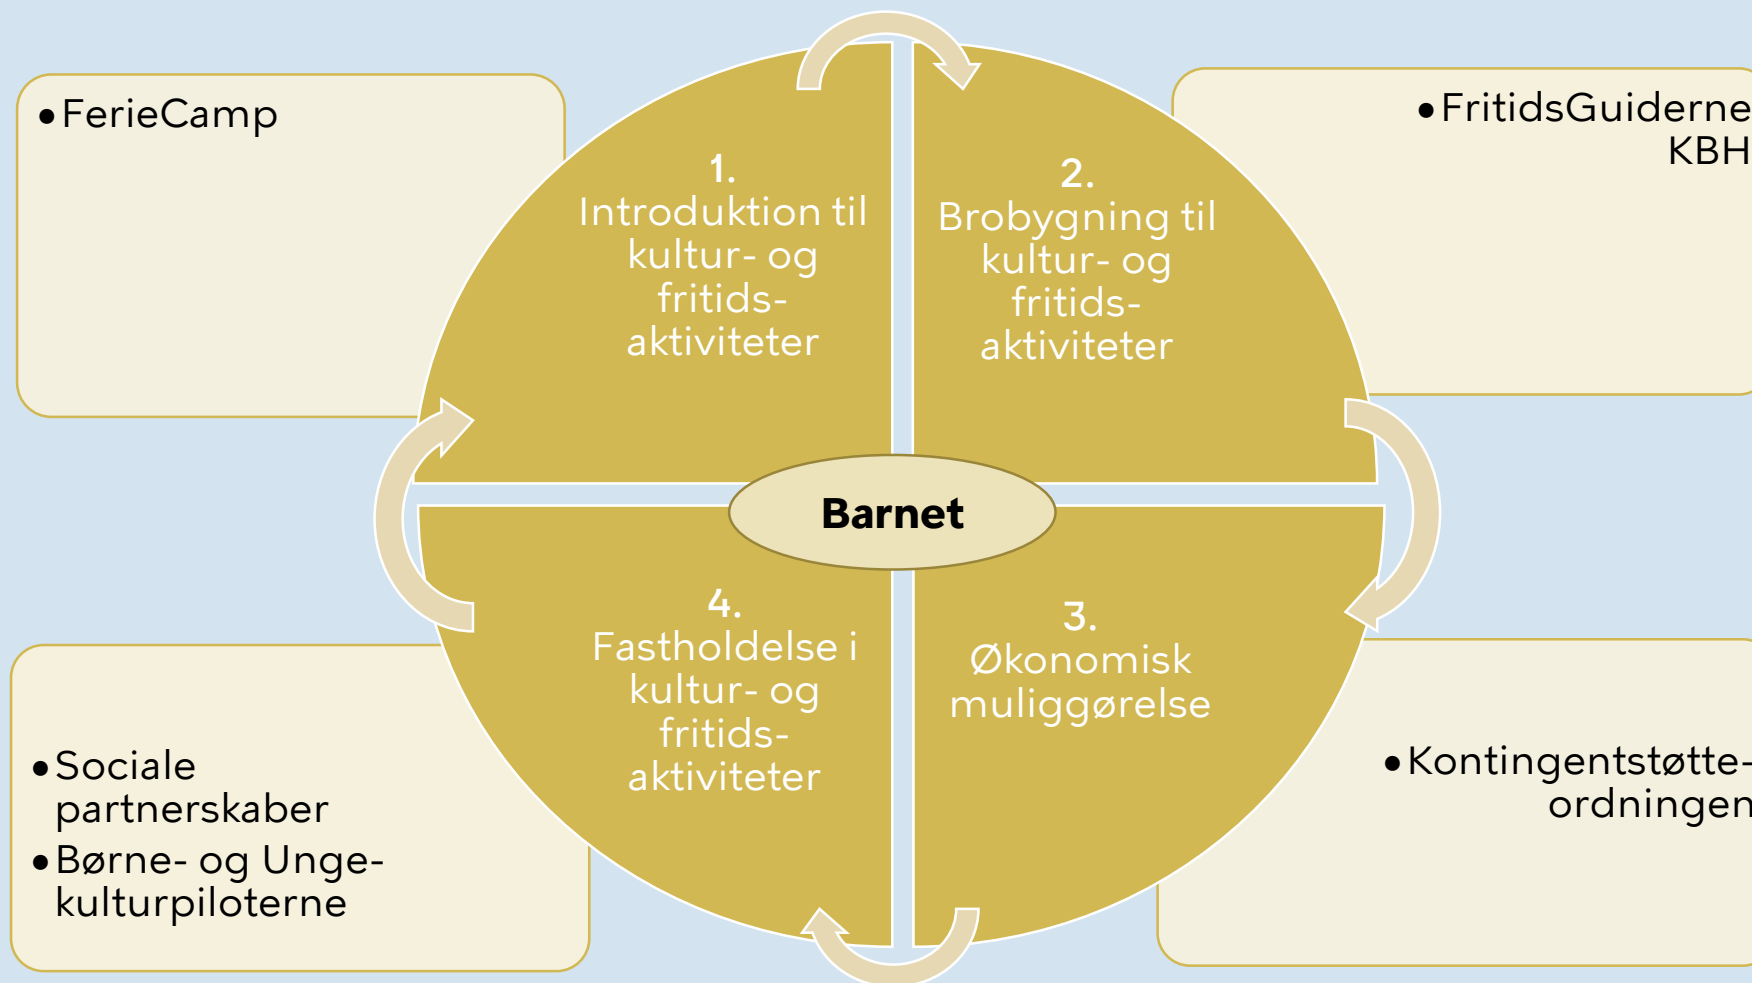 • FerieCamp
1.
Introduktion til
kultur- og
fritids-
aktiviteter
2.
Brobygning til
kultur- og
fritids-
aktiviteter
• FritidsGuiderne
KBH
Barnet
• Sociale
partnerskaber
• Børne- og Unge-
kulturpiloterne
4.
Fastholdelse i
kultur- og
fritids-
aktiviteter
3.
Økonomisk
muliggørelse
• Kontingentstøtte-
ordningen